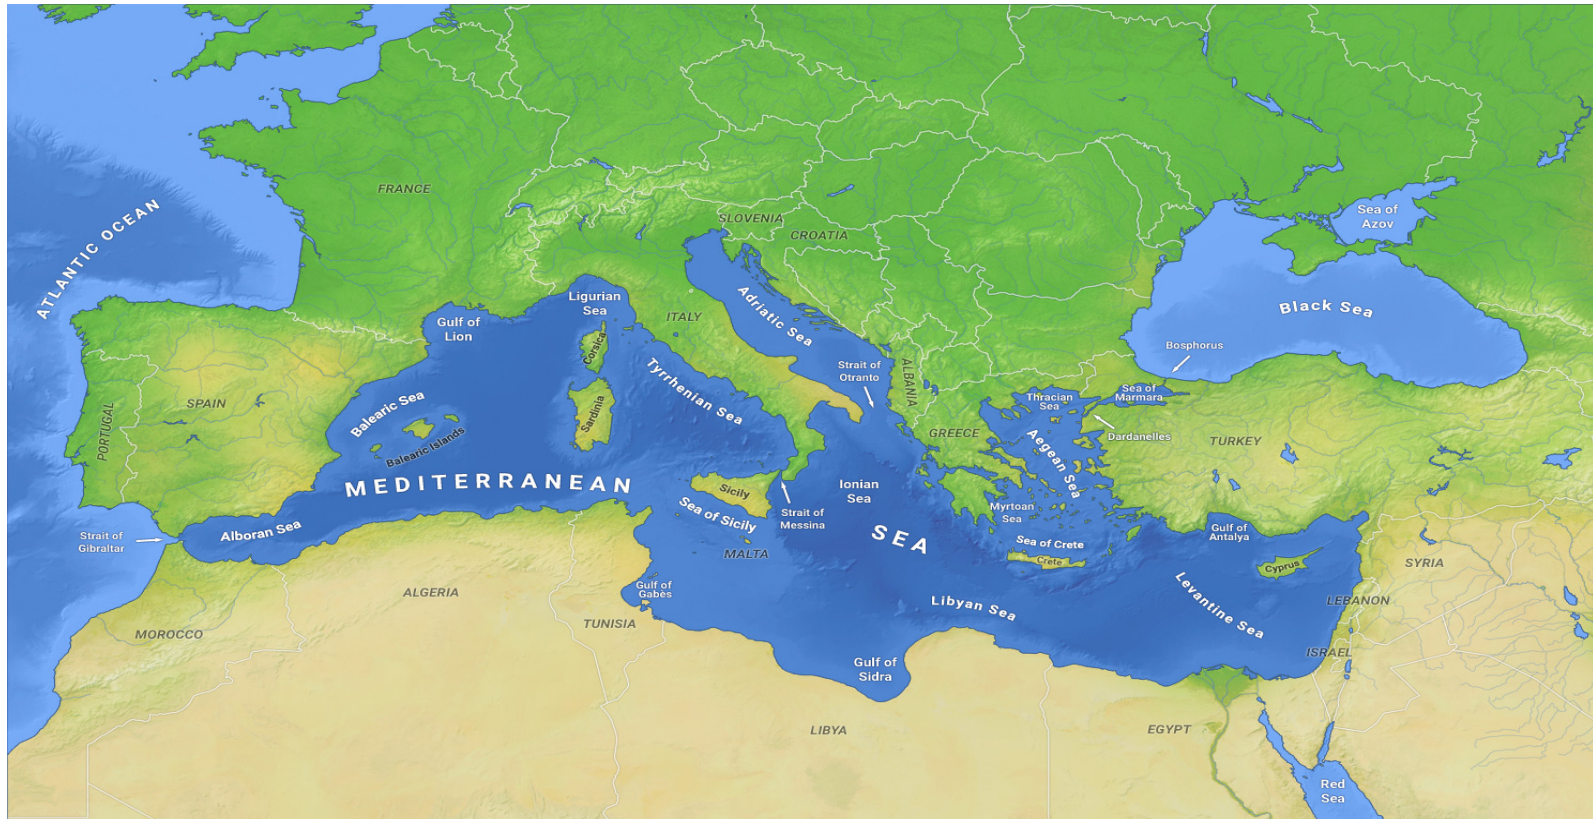 FRANCE
ATLANTIC OCEAN
SLOVENIA
CROATIA
Sea of
Azov
Black Sea
Ligurian
Sea
Gulf of
Lion
ITALY
Adriatic Sea
Corsica
Bosphorus
Strait of
Otranto
ALBANIA
Tyrrhenian Sea
Sea of
Marmara
Thracian
Sea
SPAIN
PORTUGAL
Balearic Sea
Balearic Islands
Sardinia
GREECE
Dardanelles
TURKEY
Aegean Sea
MEDITERRANEAN
SEA
Sicily
Ionian
Sea
Strait of
Messina
Myrtoan
Sea
Sea of Sicily
Alboran Sea
Strait of
Gibraltar
MALTA
Sea of Crete
Crete
Gulf of
Antalya
Cyprus
SYRIA
LEBANON
Levantine Sea
Libyan Sea
Gulf of
Gabès
ALGERIA
TUNISIA
MOROCCO
ISRAEL
Gulf of
Sidra
LIBYA
EGYPT
Red
Sea